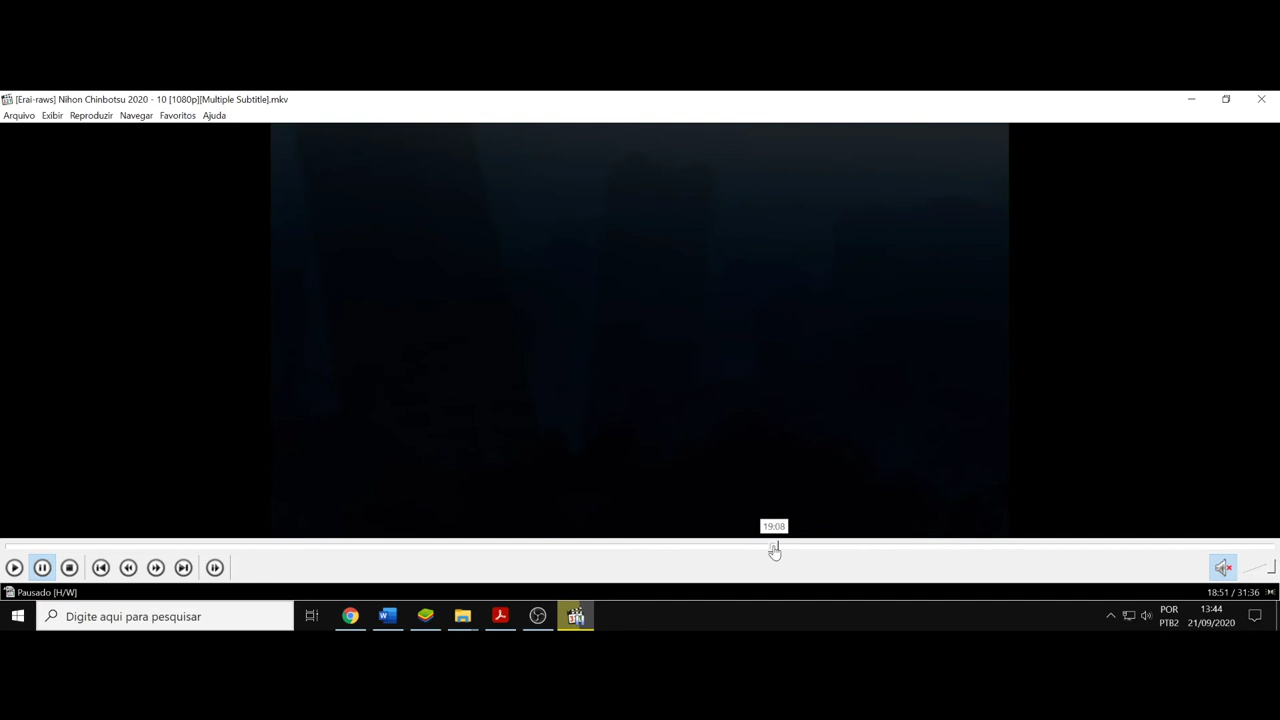 [Erai-raws] Nihon Chinbotsu 2020 - 10 [1080p][Multiple Subtitle].mkv
Arquivo Exibir Reproduzir Navegar Favoritos Ajuda
19:08
Pausado [H/W]
18:51 / 31:36
Digite aqui para pesquisar
POR
PTB2
13:44
21/09/2020